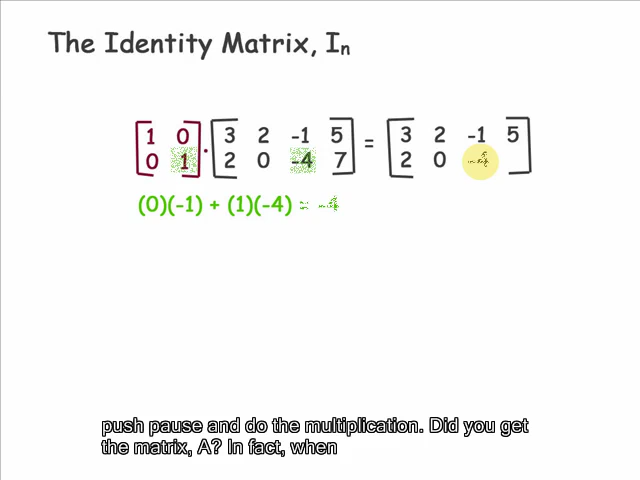 The Identity Matrix, Iₙ
[1 0] · [3 2 -1 5] = [3 2 -1 5]
[0 1] [2 0 -4 7] [2 0]
(0)(-1) + (1)(-4) = -4
push pause and do the multiplication. Did you get
the matrix, A? In fact, when